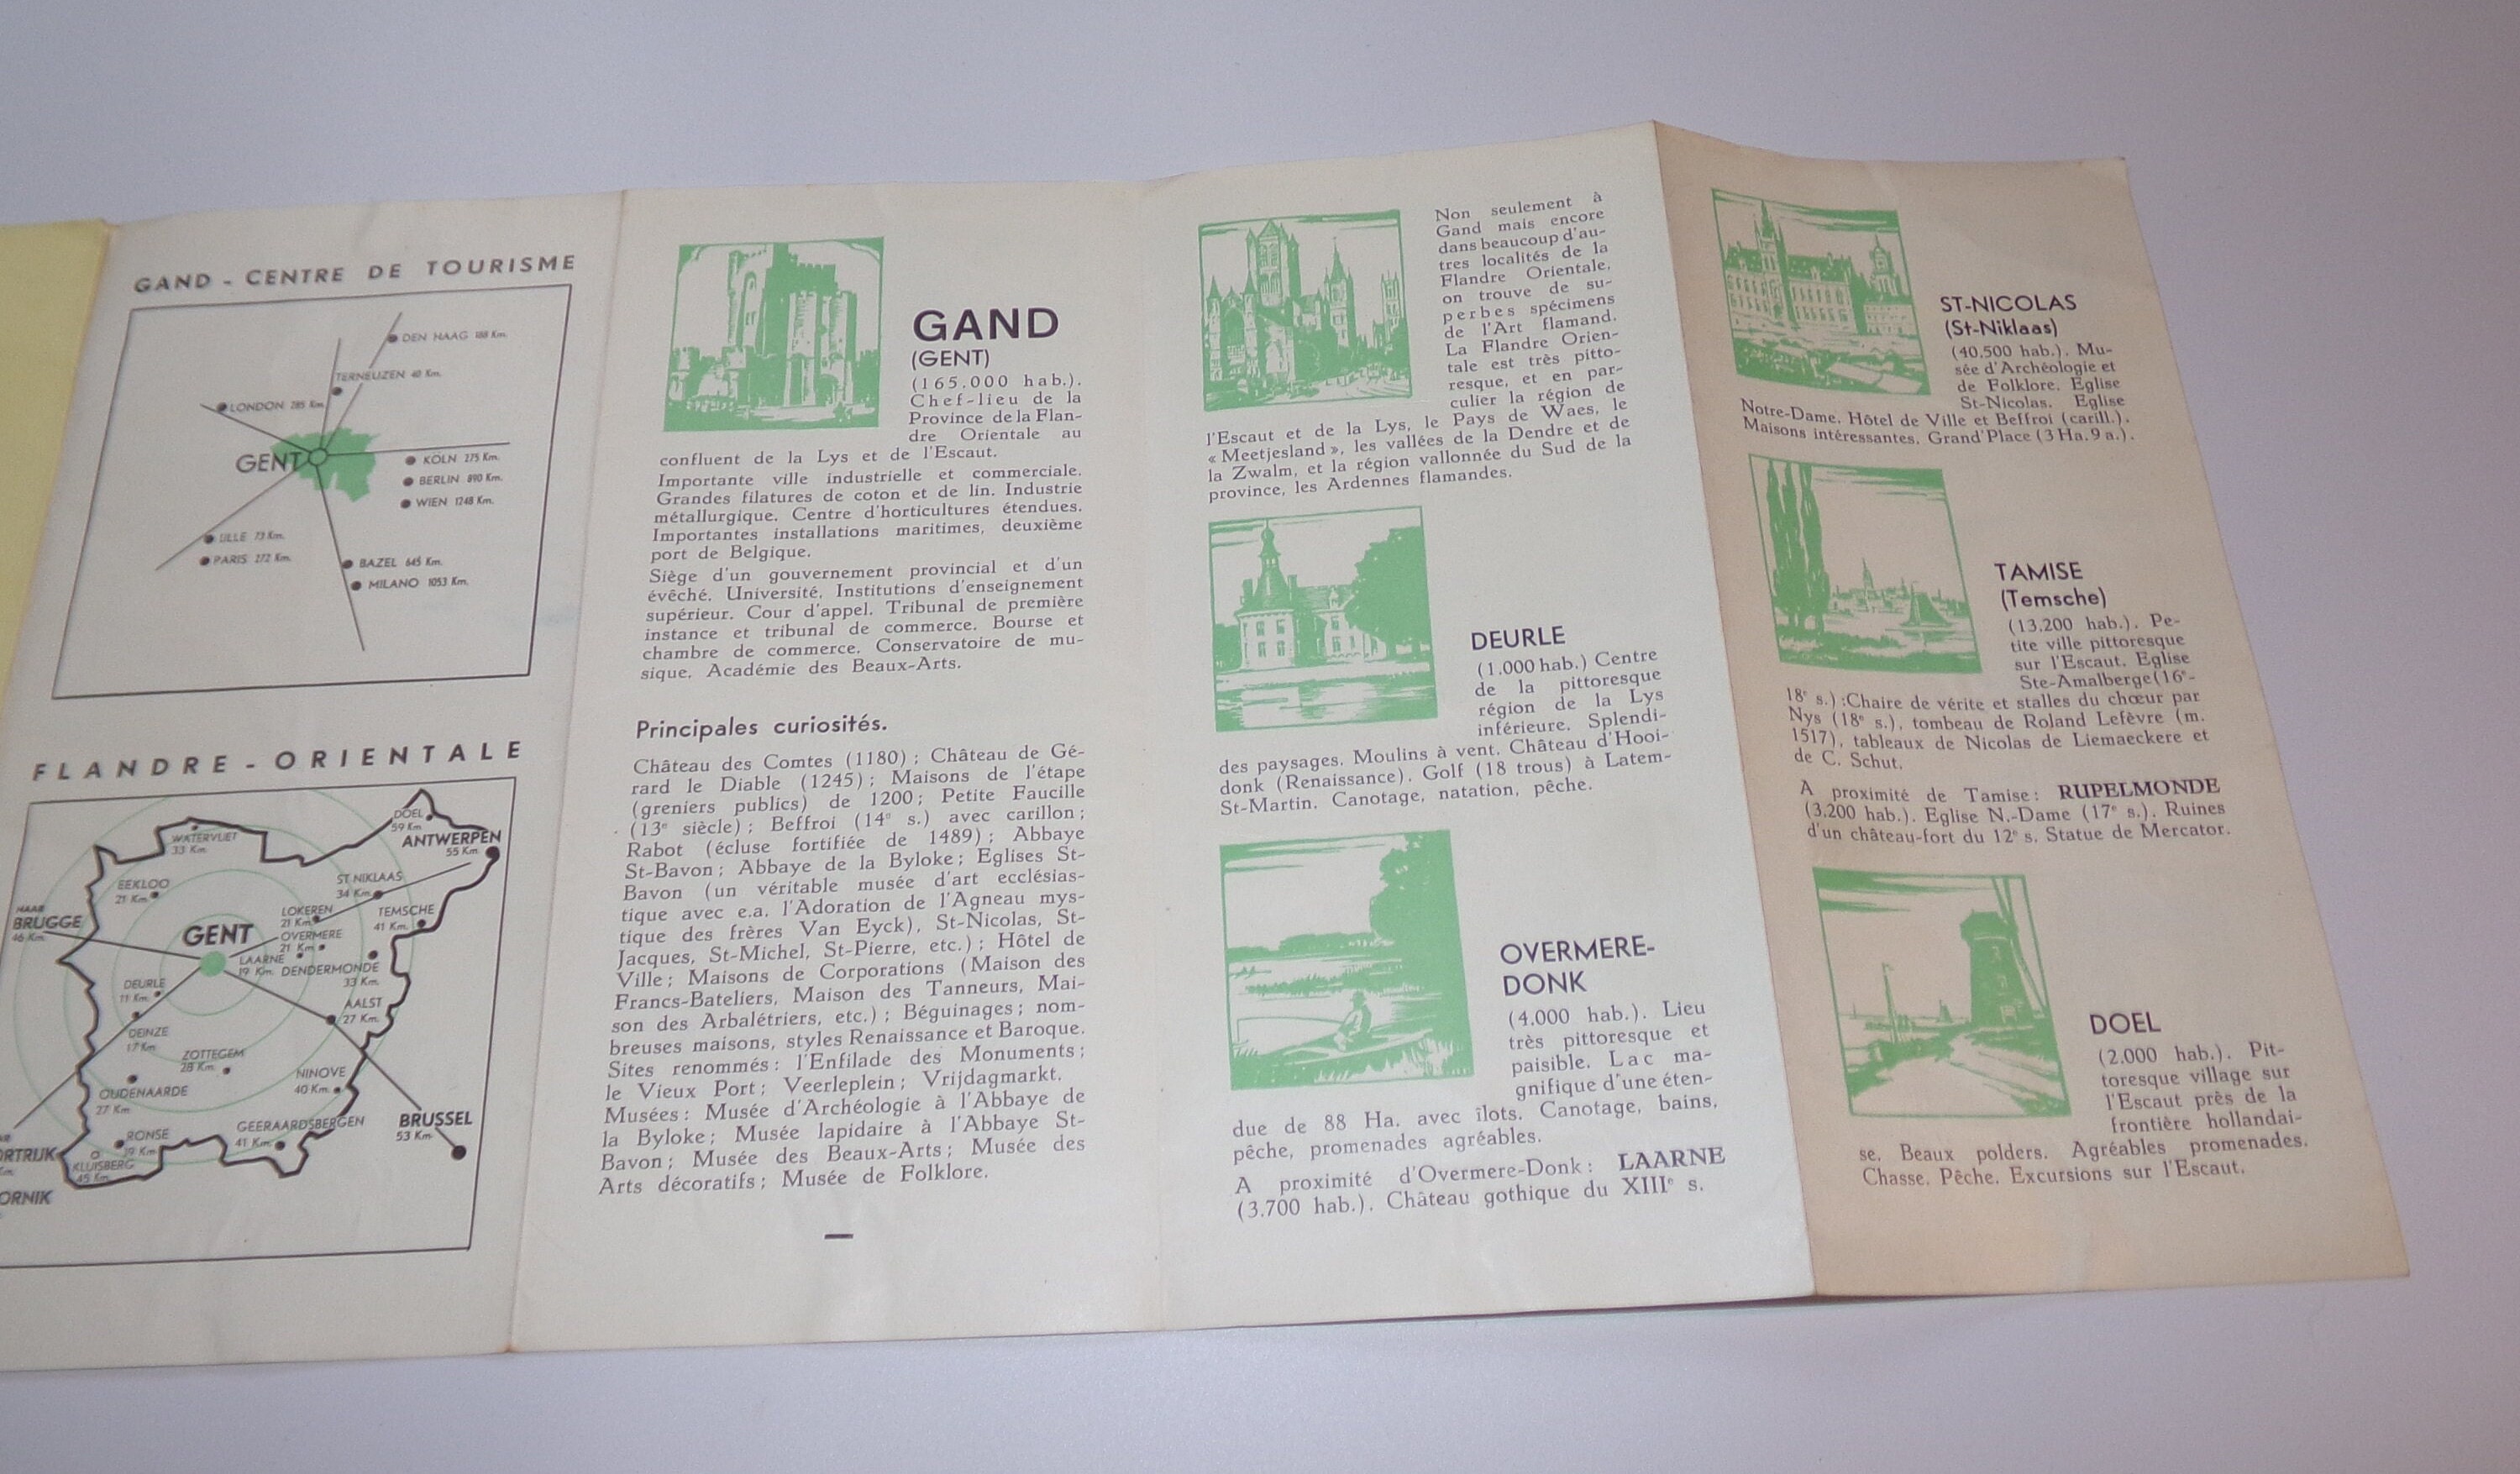 GAND - CENTRE DE TOURISME
DEN HAAG 188 Km.
TERNEUZEN 40 Km.
LONDON 285 Km.
GENT
KÖLN 275 Km.
BERLIN 890 Km.
WIEN 1248 Km.
LILLE 73 Km.
PARIS 272 Km.
BAZEL 645 Km.
MILANO 1053 Km.
FLANDRE-ORIENTALE
DOEL
59 Km.
WATERVLIET
33 Km.
ANTWERPEN
55 Km.
EEKLOO
21 Km.
ST NIKLAAS
34 Km.
NAAR
BRUGGE
46 Km.
LOKEREN
21 Km.
TEMSCHE
41 Km.
GENT
OVERMERE
21 Km.
LAARNE
19 Km.
DENDERMONDE
33 Km.
DEURLE
11 Km.
AALST
27 Km.
DEINZE
17 Km.
ZOTTEGEM
28 Km.
NINOVE
40 Km.
OUDENAARDE
27 Km.
GEERAARDSBERGEN
41 Km.
BRUSSEL
53 Km.
RONSE
39 Km.
KLUISBERG
45 Km.
ORTRIJK
ORNIK
GAND
(GENT)
(165.000 hab.).
Chef-lieu de la
Province de la Flan-
dre Orientale au
confluent de la Lys et de l'Escaut.
Importante ville industrielle et commerciale.
Grandes filatures de coton et de lin. Industrie
métallurgique. Centre d'horticultures étendues.
Importantes installations maritimes, deuxième
port de Belgique.
Siège d'un gouvernement provincial et d'un
évêché. Université. Institutions d'enseignement
supérieur. Cour d'appel. Tribunal de première
instance et tribunal de commerce. Bourse et
chambre de commerce. Conservatoire de mu-
sique. Académie des Beaux-Arts.
Principales curiosités.
Château des Comtes (1180) ; Château de Gé-
rard le Diable (1245) ; Maisons de l'étape
(greniers publics) de 1200 ; Petite Faucille
(13e siècle) ; Beffroi (14e s.) avec carillon ;
Rabot (écluse fortifiée de 1489) ; Abbaye
St-Bavon ; Abbaye de la Byloke ; Eglises St-
Bavon (un véritable musée d'art ecclésias-
tique avec e.a. l'Adoration de l'Agneau mys-
tique des frères Van Eyck), St-Nicolas, St-
Jacques, St-Michel, St-Pierre, etc.) ; Hôtel de
Ville ; Maisons de Corporations (Maison des
Francs-Bateliers, Maison des Tanneurs, Mai-
son des Arbalétriers, etc.) ; Béguinages ; nom-
breuses maisons, styles Renaissance et Baroque.
Sites renommés : l'Enfilade des Monuments ;
le Vieux Port ; Veerleplein ; Vrijdagmarkt.
Musées : Musée d'Archéologie à l'Abbaye de
la Byloke ; Musée lapidaire à l'Abbaye St-
Bavon ; Musée des Beaux-Arts ; Musée des
Arts décoratifs ; Musée de Folklore.
Non seulement à
Gand mais encore
dans beaucoup d'au-
tres localités de la
Flandre Orientale,
on trouve de su-
perbes spécimens
de l'Art flamand.
La Flandre Orien-
tale est très pitto-
resque, et en par-
culier la région de
l'Escaut et de la Lys, le Pays de Waes, le
« Meetjesland », les vallées de la Dendre et de
la Zwalm, et la région vallonnée du Sud de la
province, les Ardennes flamandes.
DEURLE
(1.000 hab.) Centre
de la pittoresque
région de la Lys
inférieure. Splendi-
des paysages. Moulins à vent. Château d'Hooi-
donk (Renaissance). Golf (18 trous) à Latem-
St-Martin. Canotage, natation, pêche.
OVERMERE-
DONK
(4.000 hab.). Lieu
très pittoresque et
paisible. Lac ma-
gnifique d'une éten-
due de 88 Ha. avec îlots. Canotage, bains,
pêche, promenades agréables.
A proximité d'Overmere-Donk : LAARNE
(3.700 hab.). Château gothique du XIIIe s.
ST-NICOLAS
(St-Niklaas)
(40.500 hab.). Mu-
sée d'Archéologie et
de Folklore. Eglise
St-Nicolas. Eglise
Notre-Dame. Hôtel de Ville et Beffroi (carill.).
Maisons intéressantes. Grand'Place (3 Ha. 9 a.).
TAMISE
(Temsche)
(13.200 hab.). Pe-
tite ville pittoresque
sur l'Escaut. Eglise
Ste-Amalberge (16e-
18e s.) :Chaire de vérite et stalles du chœur par
Nys (18e s.), tombeau de Roland Lefèvre (m.
1517), tableaux de Nicolas de Liemaeckere et
de C. Schut.
A proximité de Tamise : RUPELMONDE
(3.200 hab.). Eglise N.-Dame (17e s.). Ruines
d'un château-fort du 12e s. Statue de Mercator.
DOEL
(2.000 hab.). Pit-
toresque village sur
l'Escaut près de la
frontière hollandai-
se. Beaux polders. Agréables promenades.
Chasse. Pêche. Excursions sur l'Escaut.